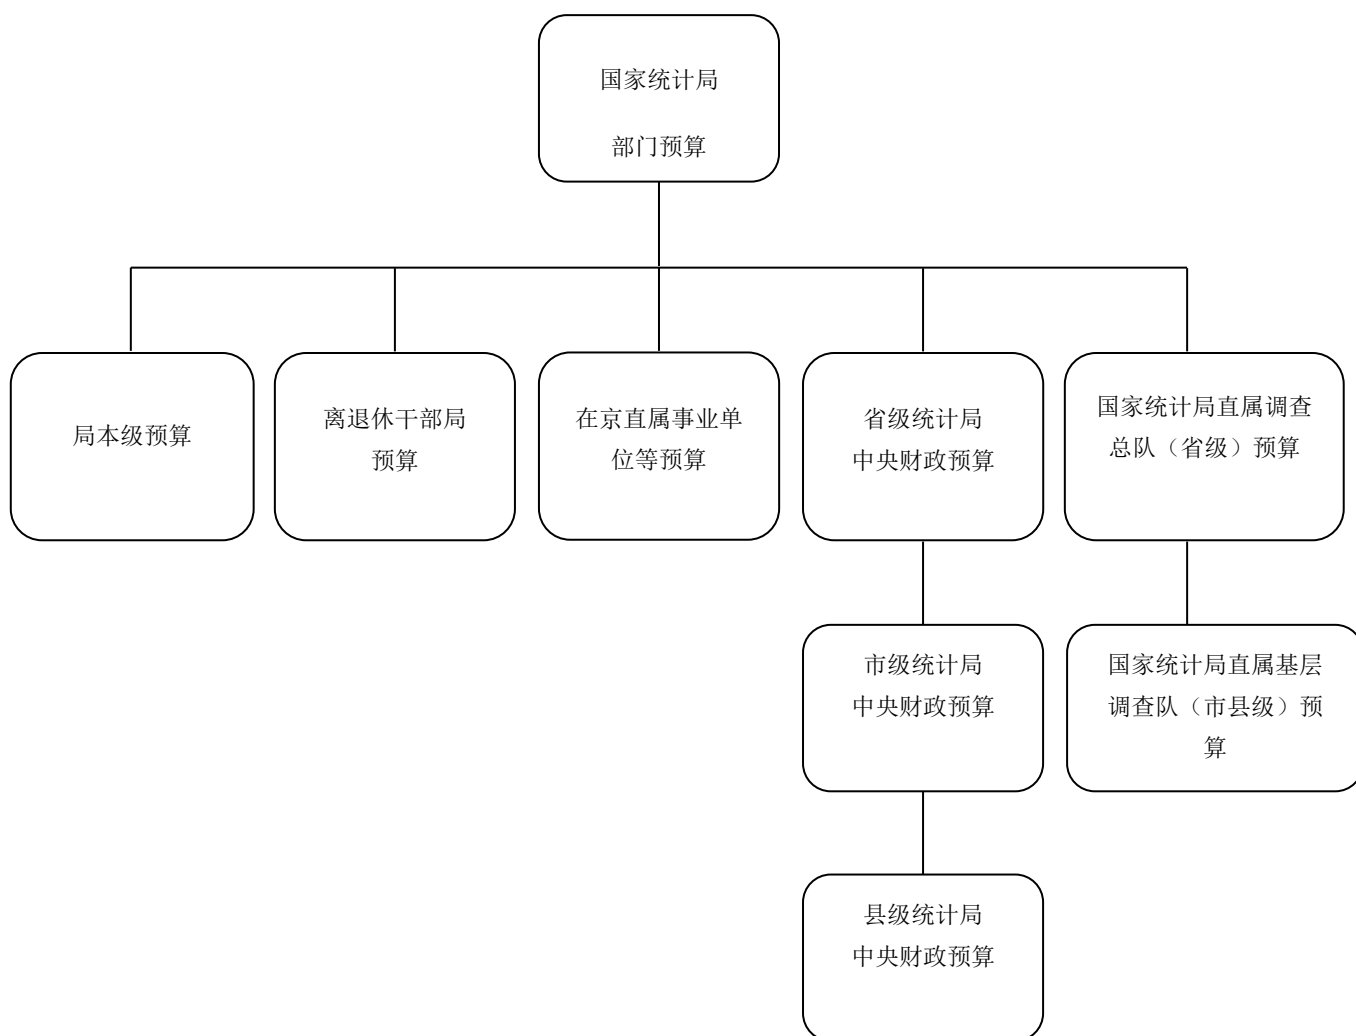 国家统计局
部门预算
局本级预算
离退休干部局
预算
在京直属事业单
位等预算
省级统计局
中央财政预算
国家统计局直属调查
总队（省级）预算
市级统计局
中央财政预算
国家统计局直属基层
调查队（市县级）预
算
县级统计局
中央财政预算